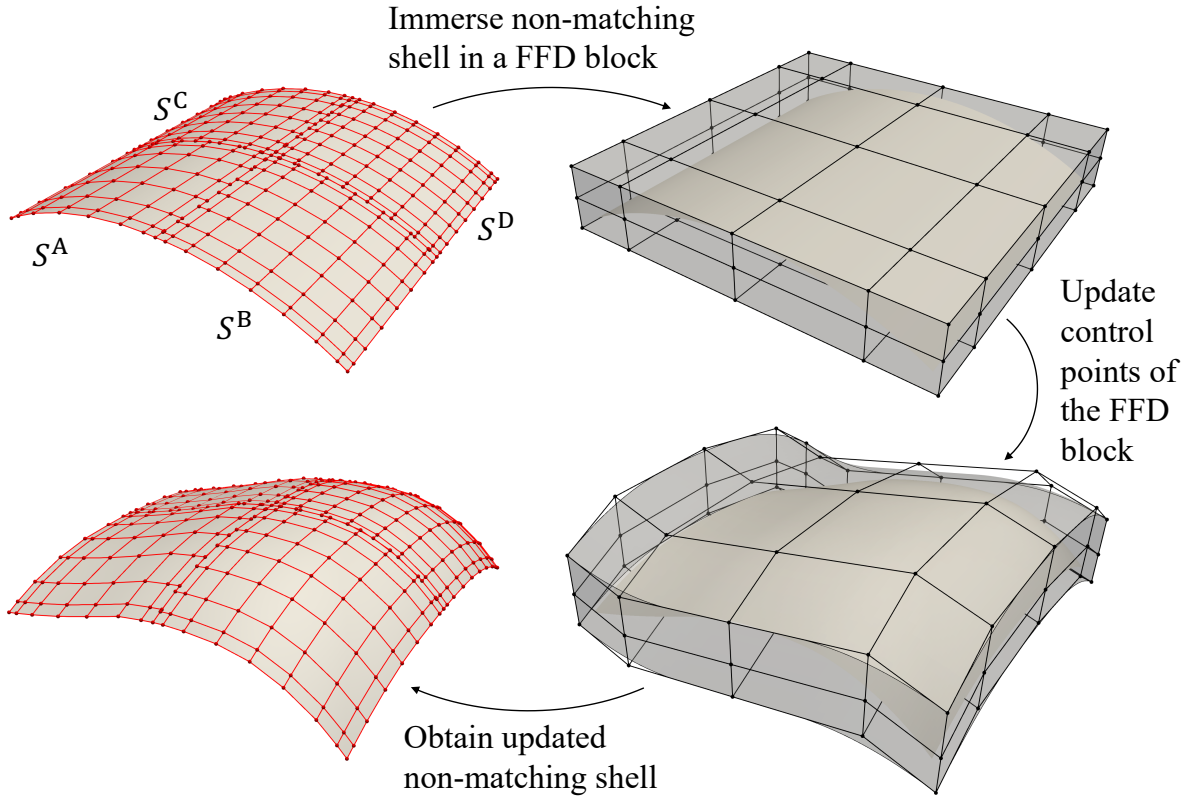 Immerse non-matching
shell in a FFD block
S^C
S^D
S^A
S^B
Update
control
points of
the FFD
block
Obtain updated
non-matching shell